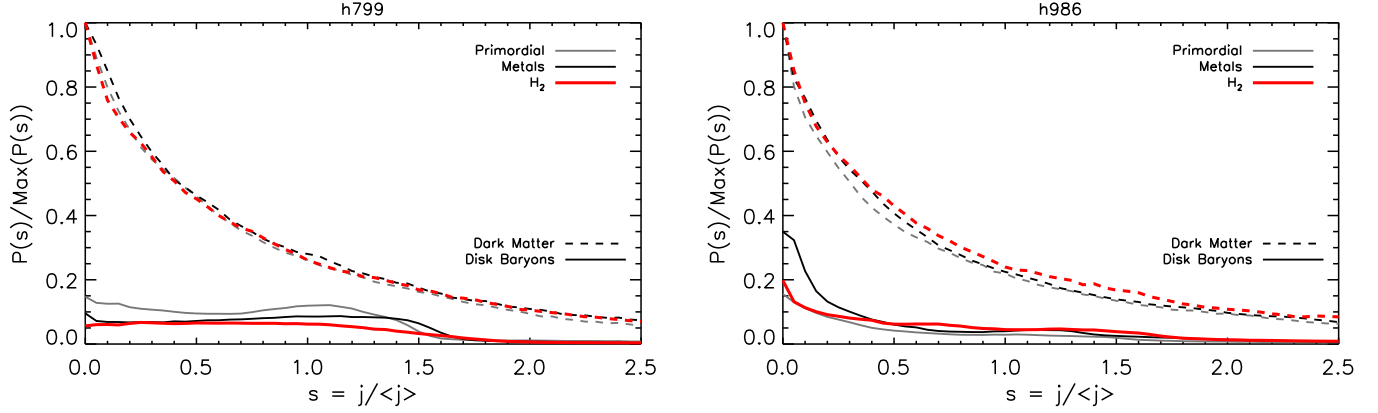 h799
P(s)/Max(P(s))
1.0
0.8
0.6
0.4
0.2
0.0
Primordial
Metals
H₂
Dark Matter
Disk Baryons
0.0 0.5 1.0 1.5 2.0 2.5
s = j/<j>
h986
P(s)/Max(P(s))
1.0
0.8
0.6
0.4
0.2
0.0
Primordial
Metals
H₂
Dark Matter
Disk Baryons
0.0 0.5 1.0 1.5 2.0 2.5
s = j/<j>